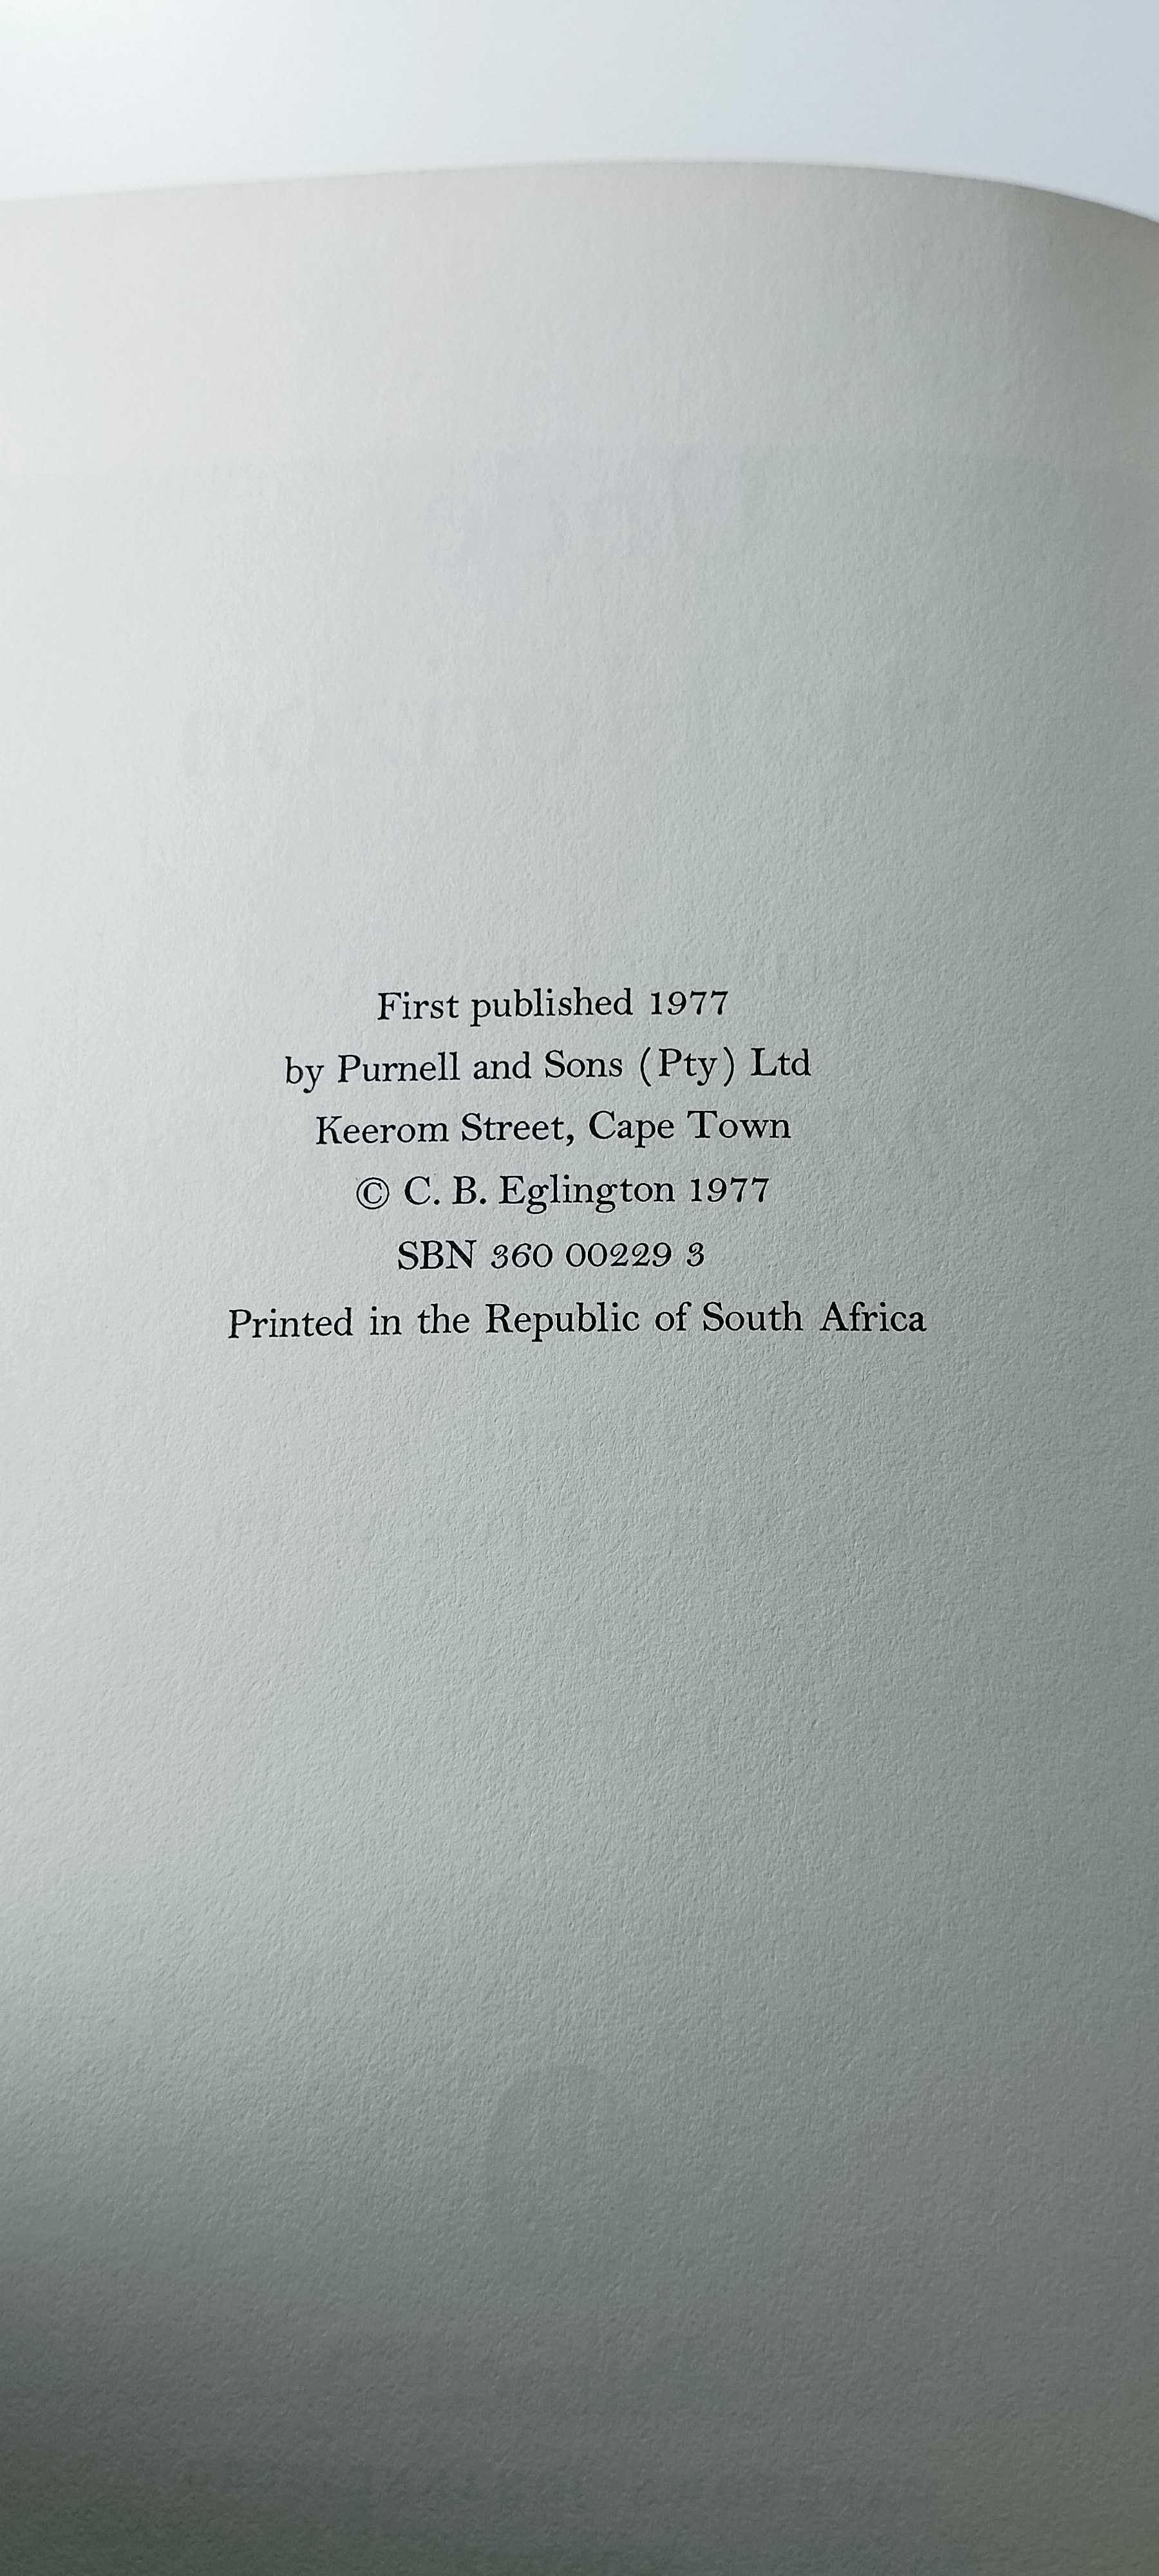 First published 1977
by Purnell and Sons (Pty) Ltd
Keerom Street, Cape Town
© C. B. Eglington 1977
SBN 360 00229 3
Printed in the Republic of South Africa